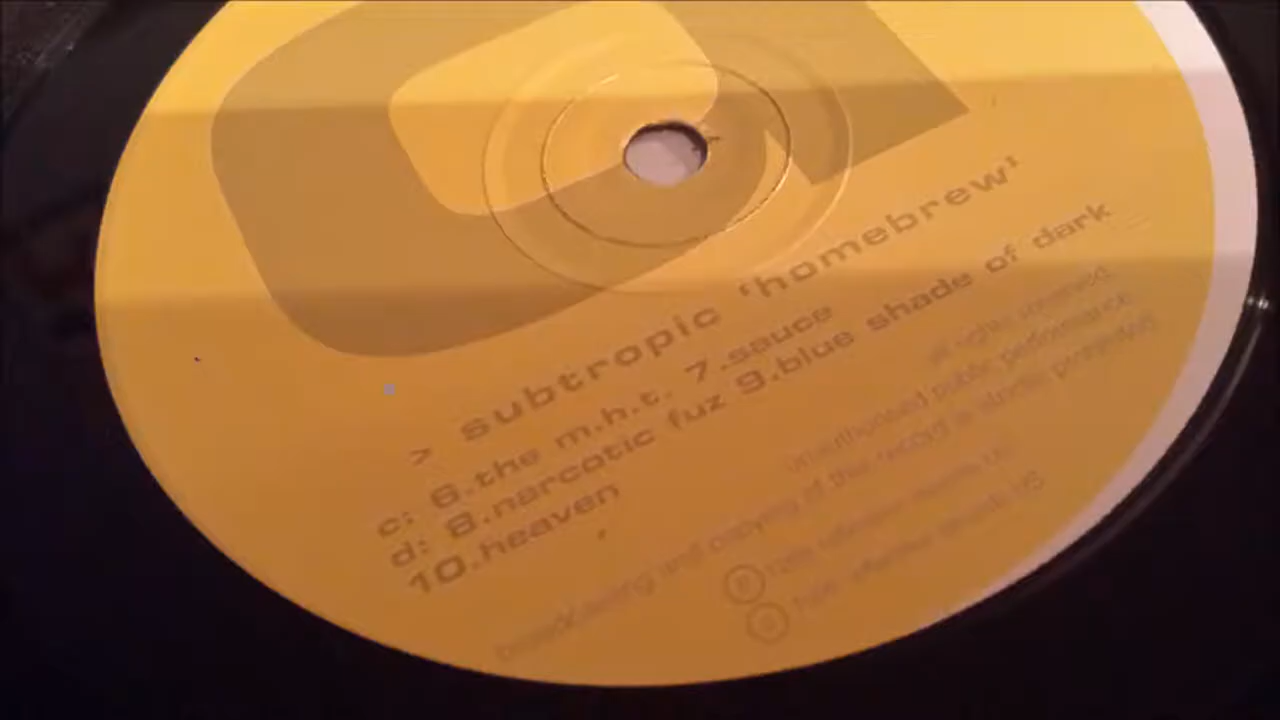 > subtropic 'homebrew'
c: 6.the m.h.t. 7.sauce
d: 8.narcotic fuz 9.blue shade of dark
10.heaven
all rights reserved
unauthorised public performance
broadcasting and copying of this record is strictly prohibited